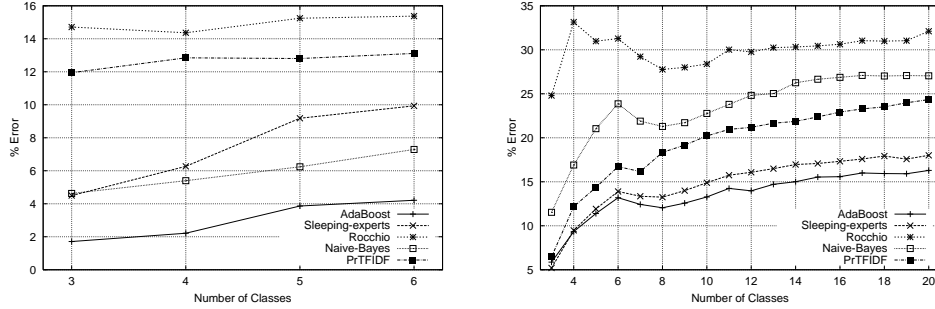 16
14
12
10
8
6
4
2
0
% Error
3
4
5
6
Number of Classes
AdaBoost
Sleeping-experts
Rocchio
Naive-Bayes
PrTFIDF
35
30
25
20
15
10
5
% Error
4
6
8
10
12
14
16
18
20
Number of Classes
AdaBoost
Sleeping-experts
Rocchio
Naive-Bayes
PrTFIDF